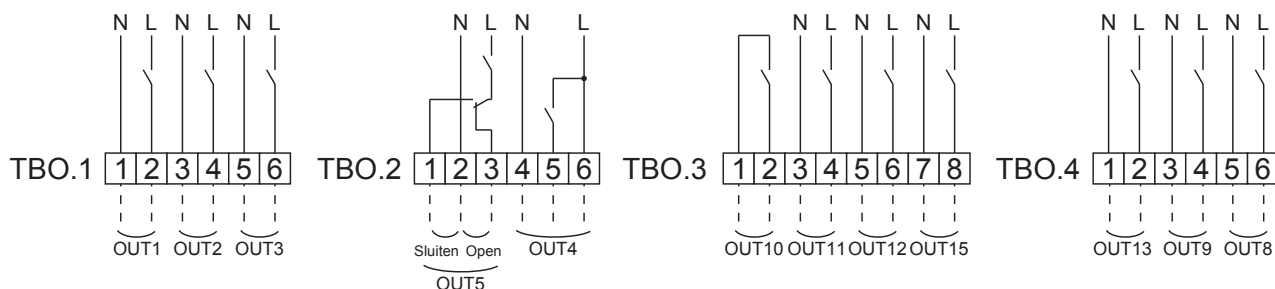 N L N L N L N L N L N L N L N L N L N L N L
TBO.1 1 2 3 4 5 6 TBO.2 1 2 3 4 5 6 TBO.3 1 2 3 4 5 6 7 8 TBO.4 1 2 3 4 5 6
OUT1 OUT2 OUT3 Sluiten Open OUT4 OUT10 OUT11 OUT12 OUT15 OUT13 OUT9 OUT8
OUT5